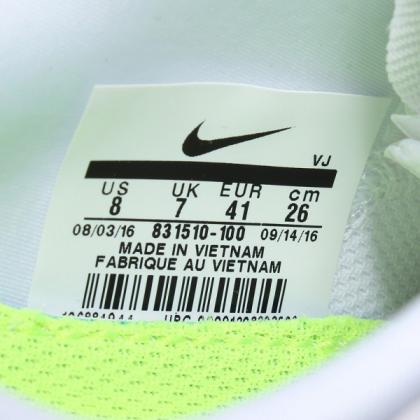 VJ
US UK EUR cm
8 7 41 26
08/03/16 831510-100 09/14/16
MADE IN VIETNAM
FABRIQUE AU VIETNAM